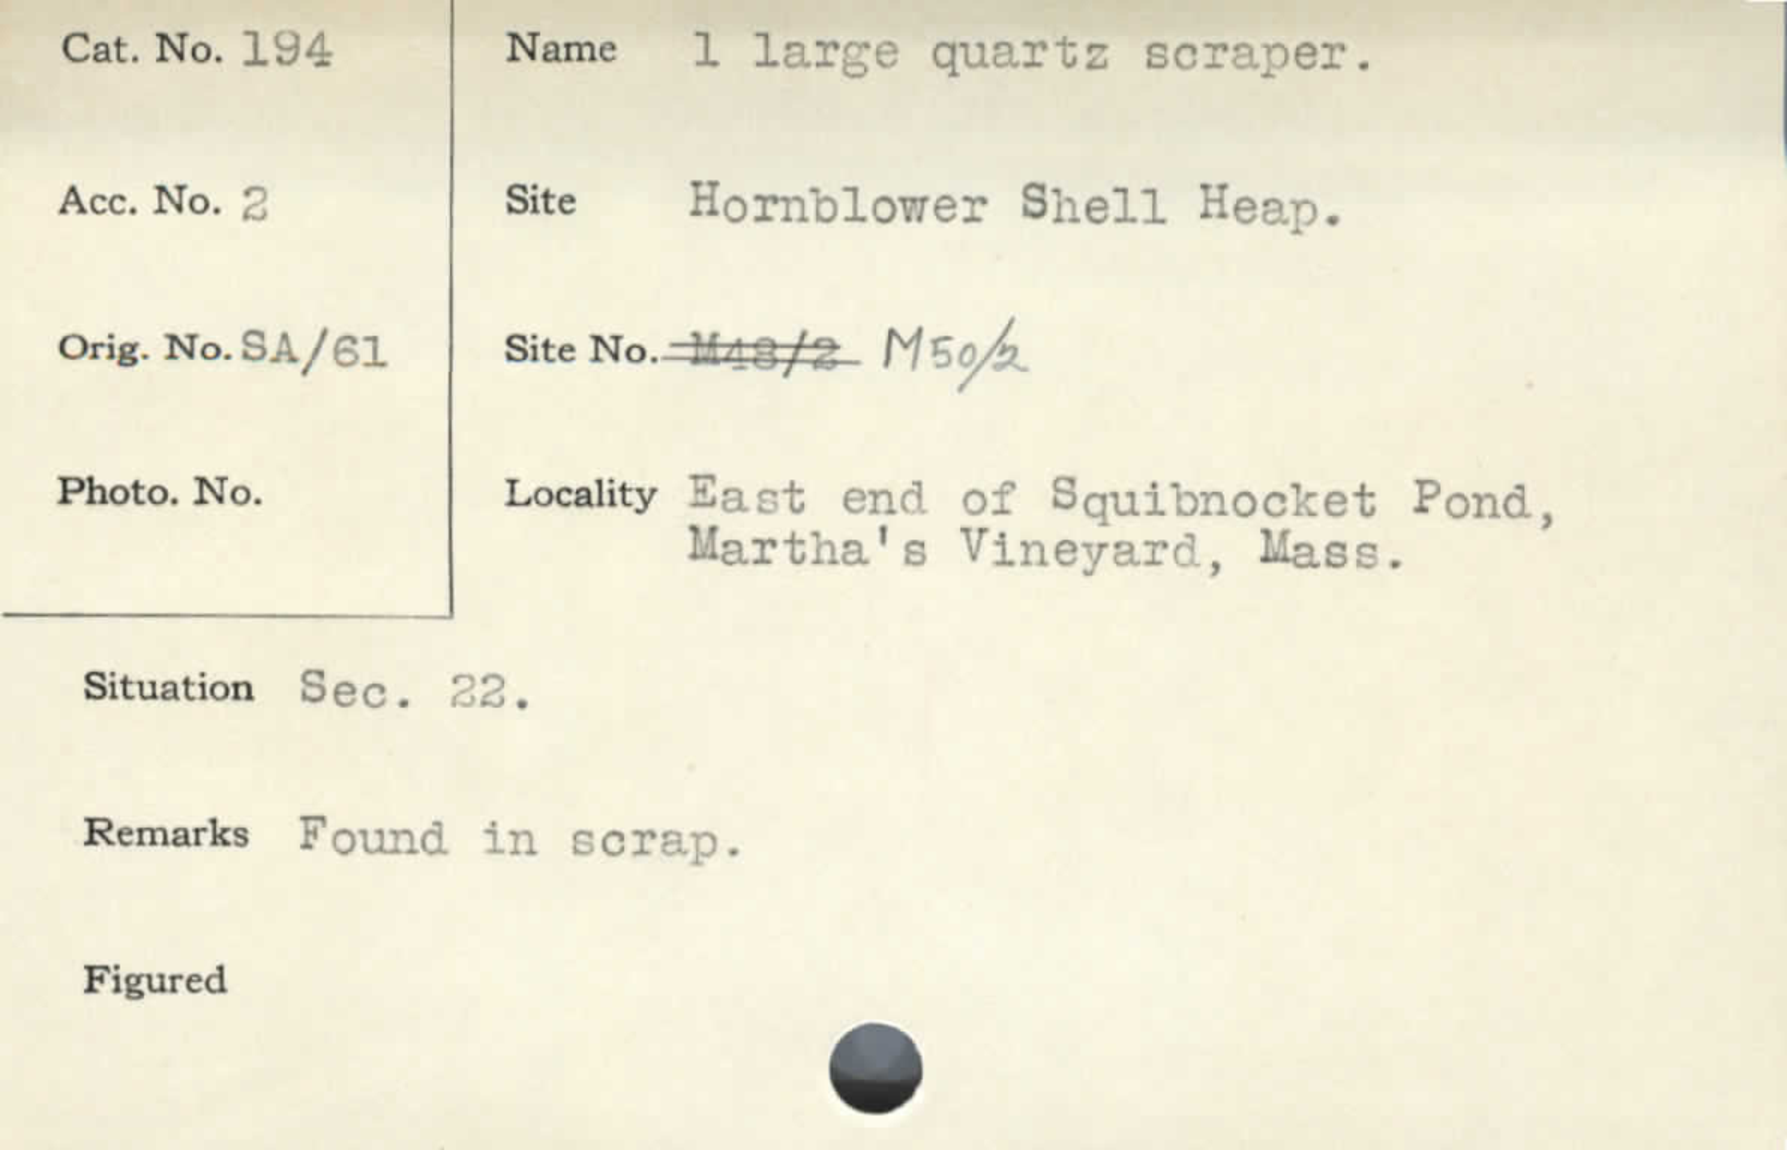 Cat. No. 194
Name 1 large quartz scraper.
Acc. No. 2
Site Hornblower Shell Heap.
Orig. No. SA/61
Site No. M48/2 M50/2
Photo. No.
Locality East end of Squibnocket Pond,
Martha's Vineyard, Mass.
Situation Sec. 22.
Remarks Found in scrap.
Figured